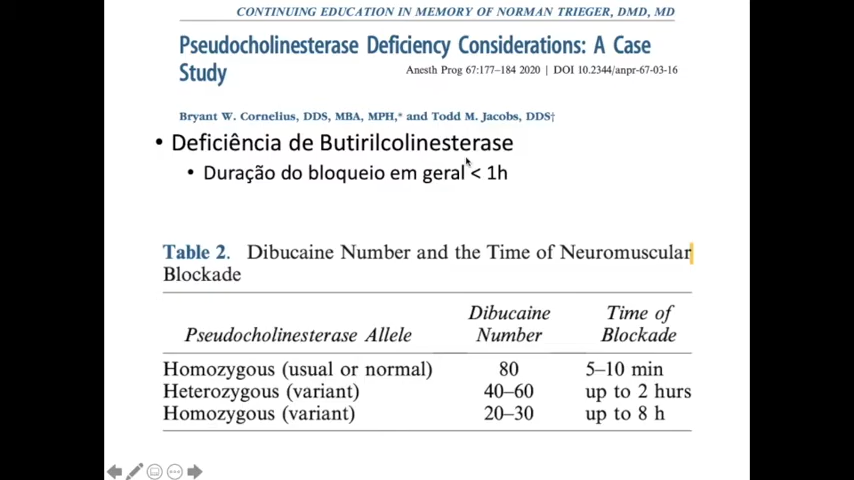 CONTINUING EDUCATION IN MEMORY OF NORMAN TRIEGER, DMD, MD
Pseudocholinesterase Deficiency Considerations: A Case
Study
Anesth Prog 67:177–184 2020 | DOI 10.2344/anpr-67-03-16
Bryant W. Cornelius, DDS, MBA, MPH,* and Todd M. Jacobs, DDS†
• Deficiência de Butirilcolinesterase
• Duração do bloqueio em geral < 1h
Table 2. Dibucaine Number and the Time of Neuromuscular
Blockade
Pseudocholinesterase Allele Dibucaine Number Time of Blockade
Homozygous (usual or normal) 80 5–10 min
Heterozygous (variant) 40–60 up to 2 hurs
Homozygous (variant) 20–30 up to 8 h